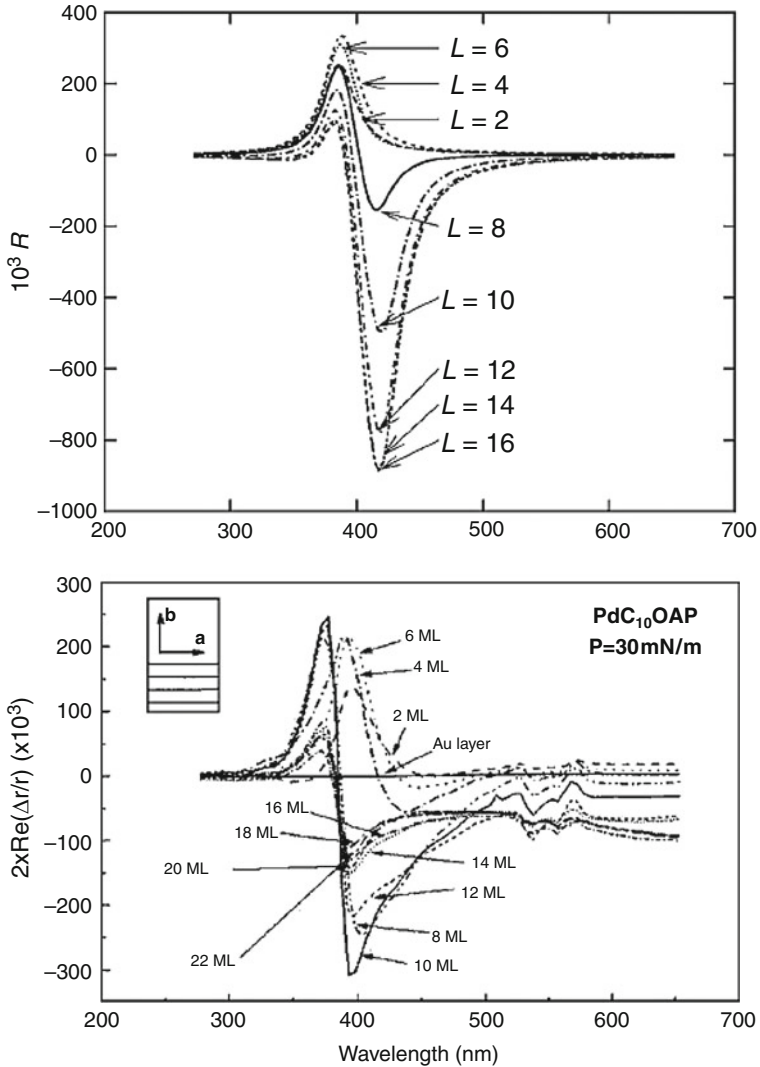 400
200
0
−200
−400
−600
−800
−1000
10³ R
L = 6
L = 4
L = 2
L = 8
L = 10
L = 12
L = 14
L = 16
200 300 400 500 600 700
300
200
100
0
−100
−200
−300
2xRe(Δr/r) (x10³)
b
a
PdC₁₀OAP
P=30mN/m
6 ML
4 ML
2 ML
Au layer
16 ML
18 ML
20 ML
14 ML
12 ML
8 ML
22 ML
10 ML
200 300 400 500 600 700
Wavelength (nm)